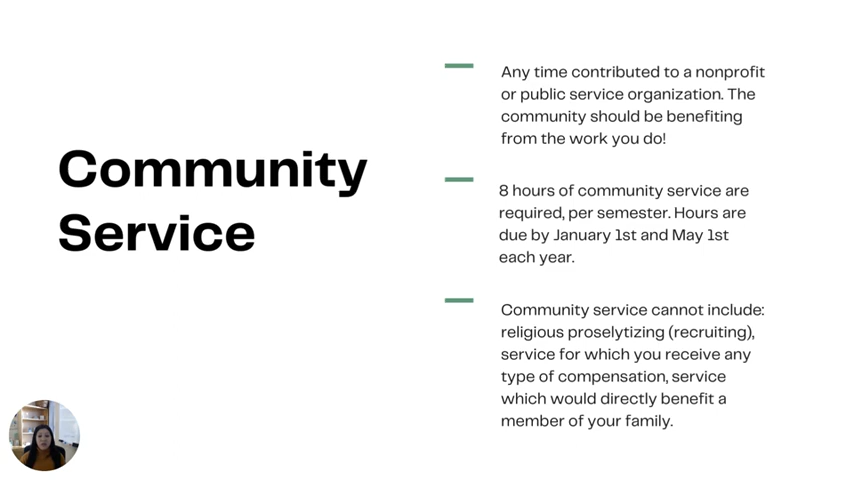 Community
Service
Any time contributed to a nonprofit
or public service organization. The
community should be benefiting
from the work you do!
8 hours of community service are
required, per semester. Hours are
due by January 1st and May 1st
each year.
Community service cannot include:
religious proselytizing (recruiting),
service for which you receive any
type of compensation, service
which would directly benefit a
member of your family.